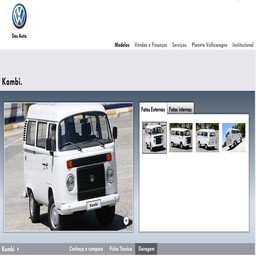 Das Auto.
Modelos Vendas e Finanças Serviços Planeta Volkswagen Institucional
Kombi.
Fotos Externas Fotos internas
Kombi
Kombi Conheça e compare Ficha Técnica Garagem